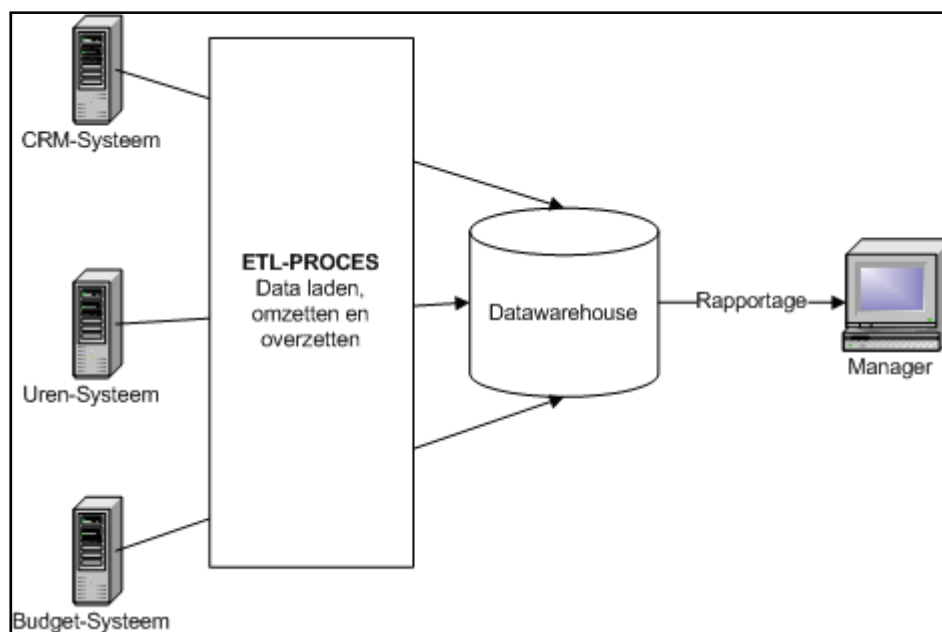 CRM-Systeem
Uren-Systeem
Budget-Systeem
ETL-PROCES
Data laden,
omzetten en
overzetten
Datawarehouse
Rapportage
Manager